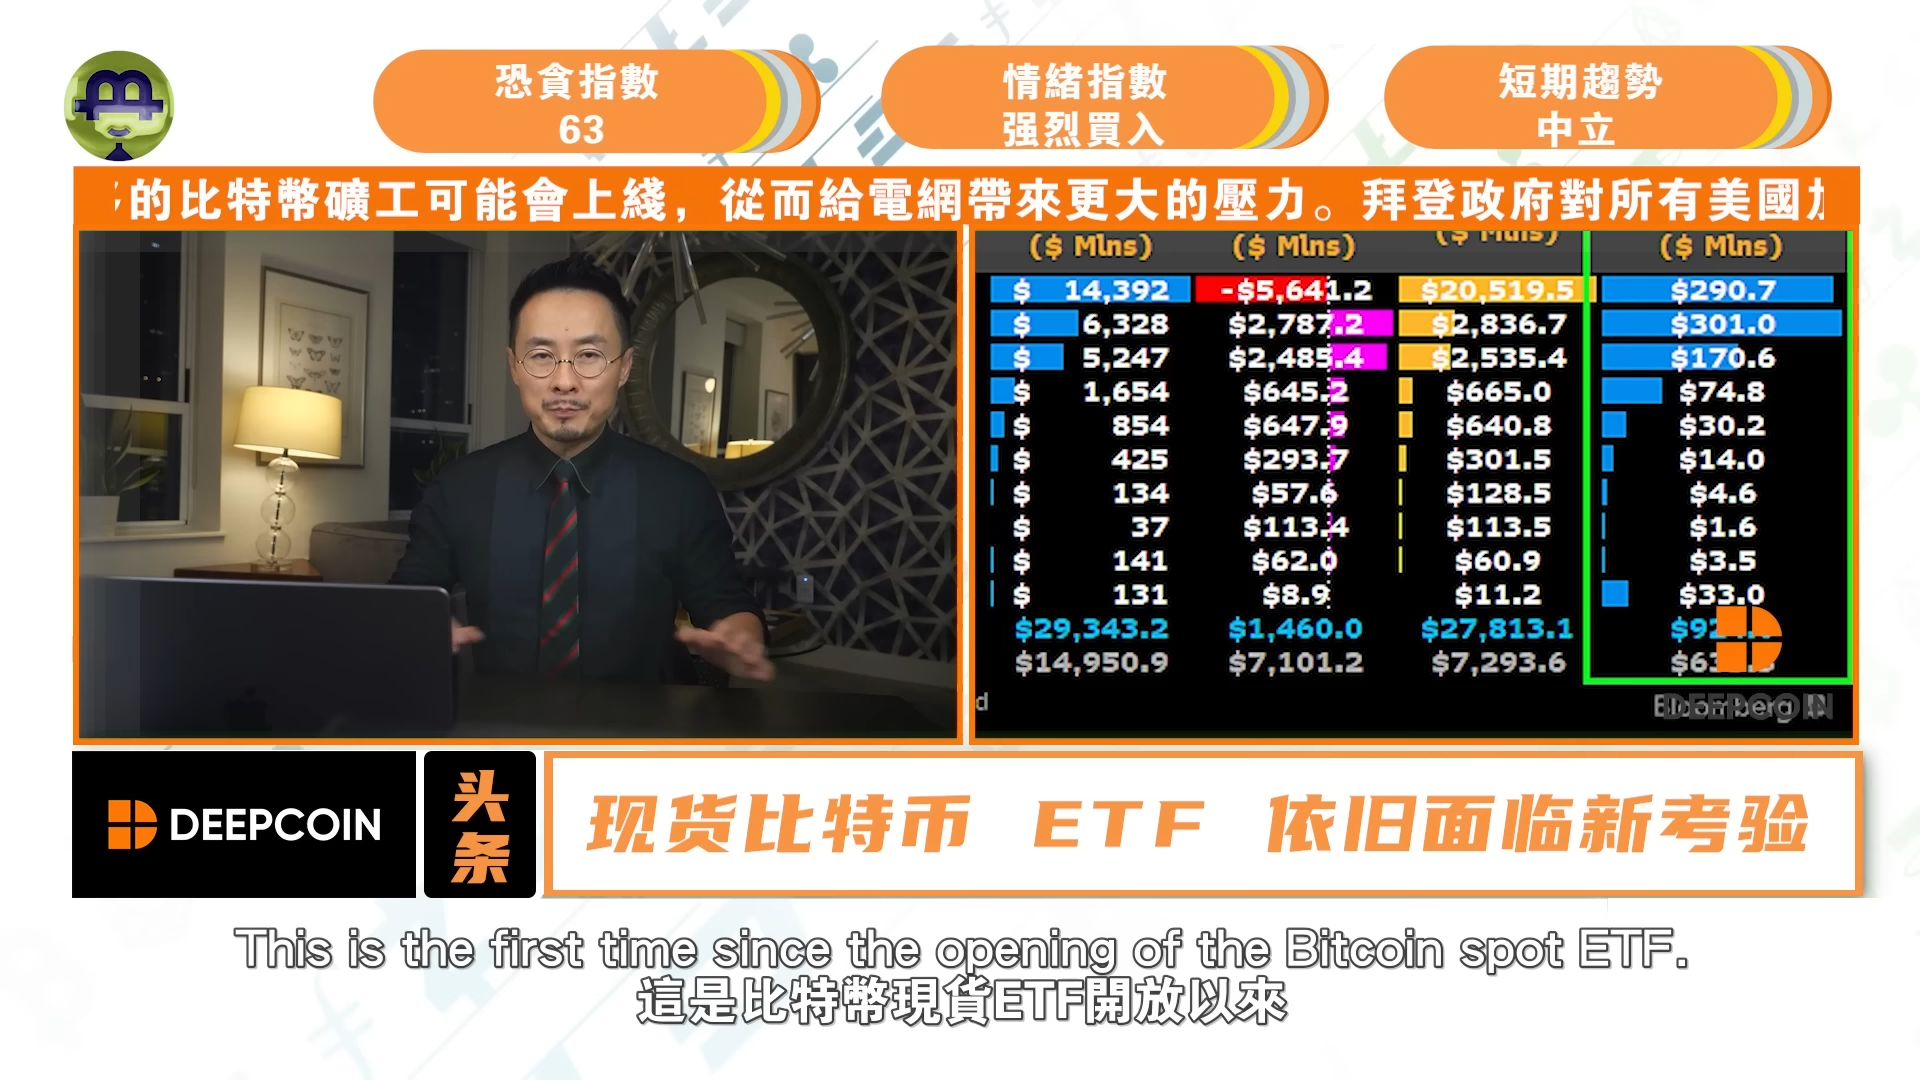 恐貪指數
63
情緒指數
强烈買入
短期趨勢
中立
的比特幣礦工可能會上綫，從而給電網帶來更大的壓力。拜登政府對所有美國
($ Mlns) ($ Mlns) ($ Mlns) ($ Mlns)
$ 14,392 -$5,641.2 $20,519.5 $290.7
$ 6,328 $2,787.2 $2,836.7 $301.0
$ 5,247 $2,485.4 $2,535.4 $170.6
$ 1,654 $645.2 $665.0 $74.8
$ 854 $647.9 $640.8 $30.2
$ 425 $293.7 $301.5 $14.0
$ 134 $57.6 $128.5 $4.6
$ 37 $113.4 $113.5 $1.6
$ 141 $62.0 $60.9 $3.5
$ 131 $8.9 $11.2 $33.0
$29,343.2 $1,460.0 $27,813.1
$14,950.9 $7,101.2 $7,293.6
d
Bloomberg
DEEPCOIN
DEEPCOIN
头条
现货比特币 ETF 依旧面临新考验
This is the first time since the opening of the Bitcoin spot ETF.
這是比特幣現貨ETF開放以來